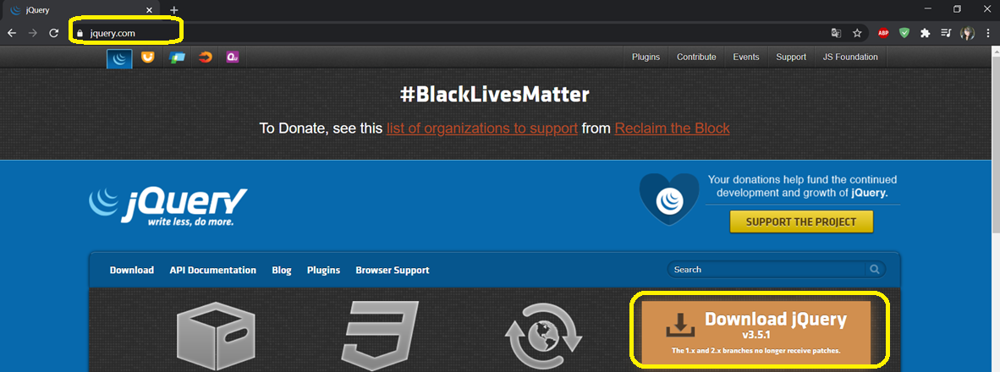 jQuery
jquery.com
ABP
Qu
Plugins
Contribute
Events
Support
JS Foundation
#BlackLivesMatter
To Donate, see this list of organizations to support from Reclaim the Block
jQuery
write less, do more.
Your donations help fund the continued
development and growth of jQuery.
SUPPORT THE PROJECT
Download
API Documentation
Blog
Plugins
Browser Support
Search
Download jQuery
v3.5.1
The 1.x and 2.x branches no longer receive patches.